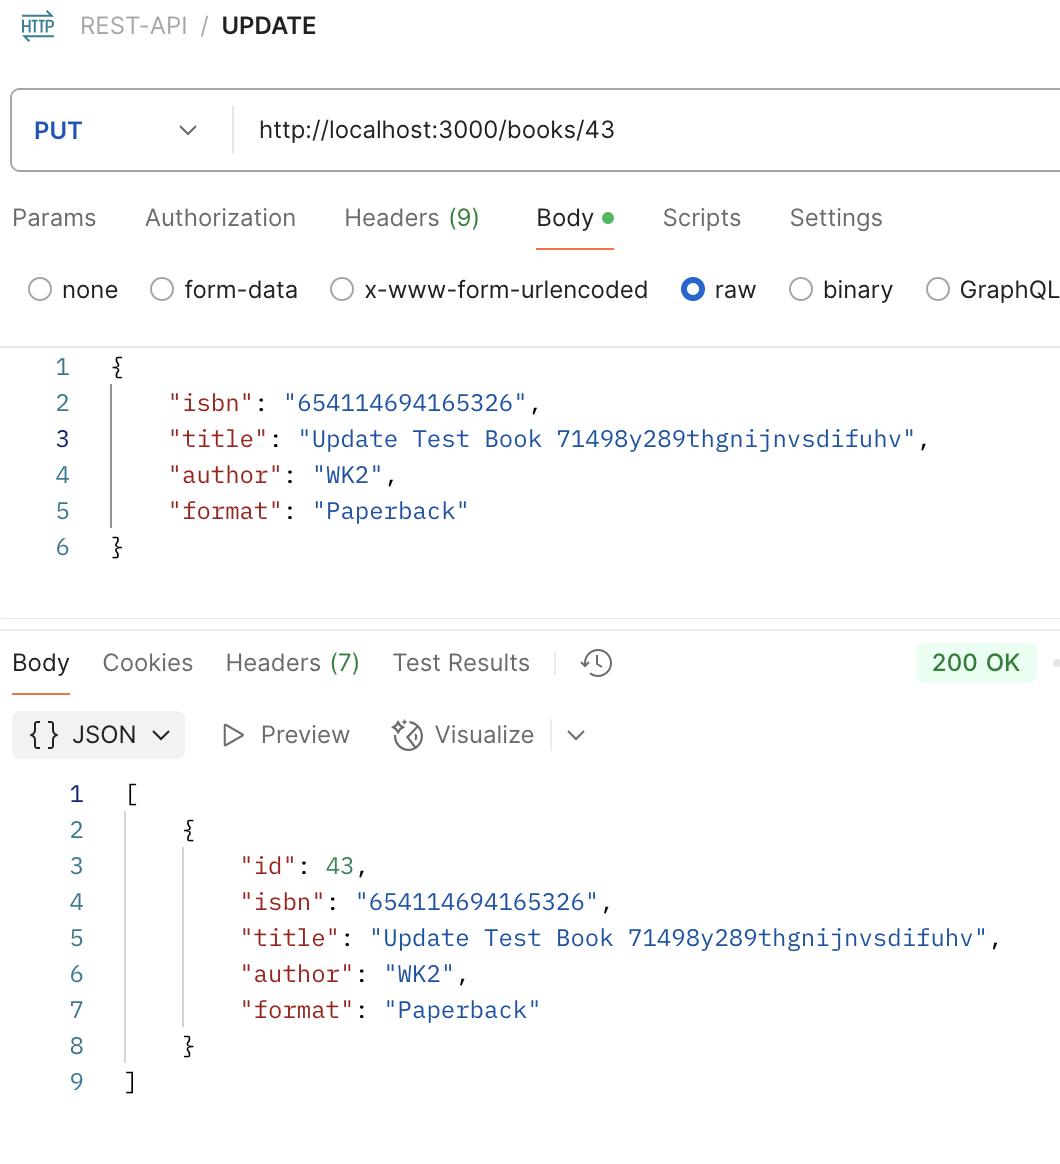 HTTP REST-API / UPDATE
PUT http://localhost:3000/books/43
Params Authorization Headers (9) Body Scripts Settings
none form-data x-www-form-urlencoded raw binary GraphQL
1 {
2 "isbn": "654114694165326",
3 "title": "Update Test Book 71498y289thgnijnvsdifuhv",
4 "author": "WK2",
5 "format": "Paperback"
6 }
Body Cookies Headers (7) Test Results 200 OK
{} JSON Preview Visualize
1 [
2 {
3 "id": 43,
4 "isbn": "654114694165326",
5 "title": "Update Test Book 71498y289thgnijnvsdifuhv",
6 "author": "WK2",
7 "format": "Paperback"
8 }
9 ]